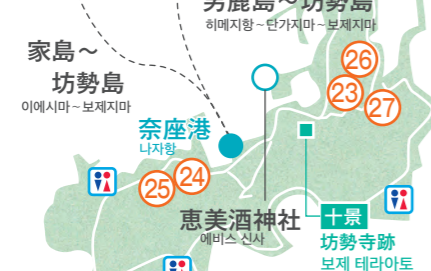 男鹿島～坊勢島
히메지항~단가지마~보제지마
家島～
坊勢島
이에시마~보제지마
26
23
27
奈座港
나자항
24
25
恵美酒神社
에비스 신사
十景
坊勢寺跡
보제 테라아토